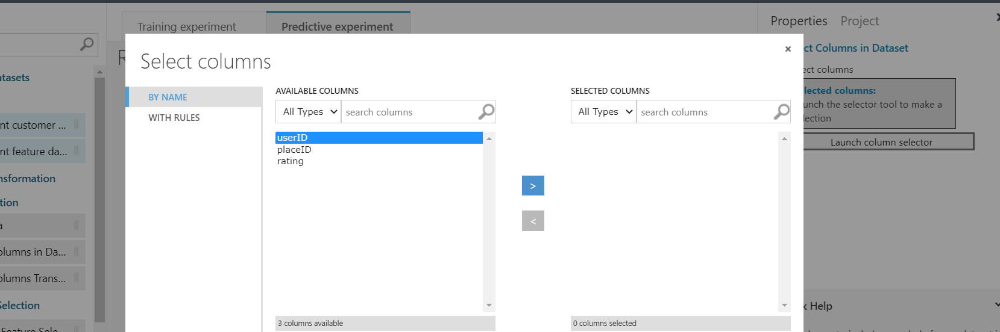 Training experiment
Predictive experiment
Properties
Project
R
Select columns
ct Columns in Dataset
ect columns
lected columns:
unch the selector tool to make a
lection
Launch column selector
tasets
nt customer ...
nt feature da...
nsformation
tion
a
olumns in Da...
olumns Trans...
Selection
Feature Sele
BY NAME
WITH RULES
AVAILABLE COLUMNS
All Types
search columns
userID
placeID
rating
3 columns available
>
<
SELECTED COLUMNS
All Types
search columns
0 columns selected
k Help